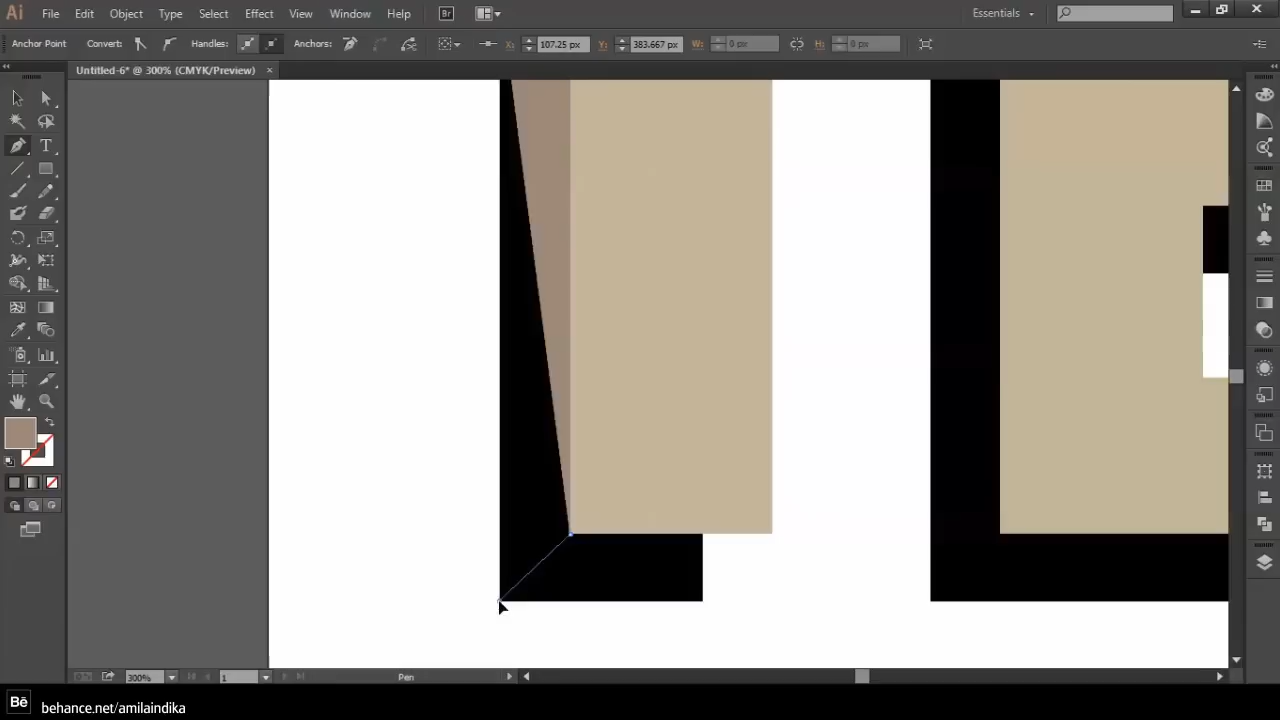 Ai File Edit Object Type Select Effect View Window Help Br Essentials
Anchor Point Convert: Handles: Anchors: X: 107.25 px Y: 383.667 px W: 0 px H: 0 px
Untitled-6* @ 300% (CMYK/Preview) ×
T
300% 1 Pen
Bē behance.net/amilaindika